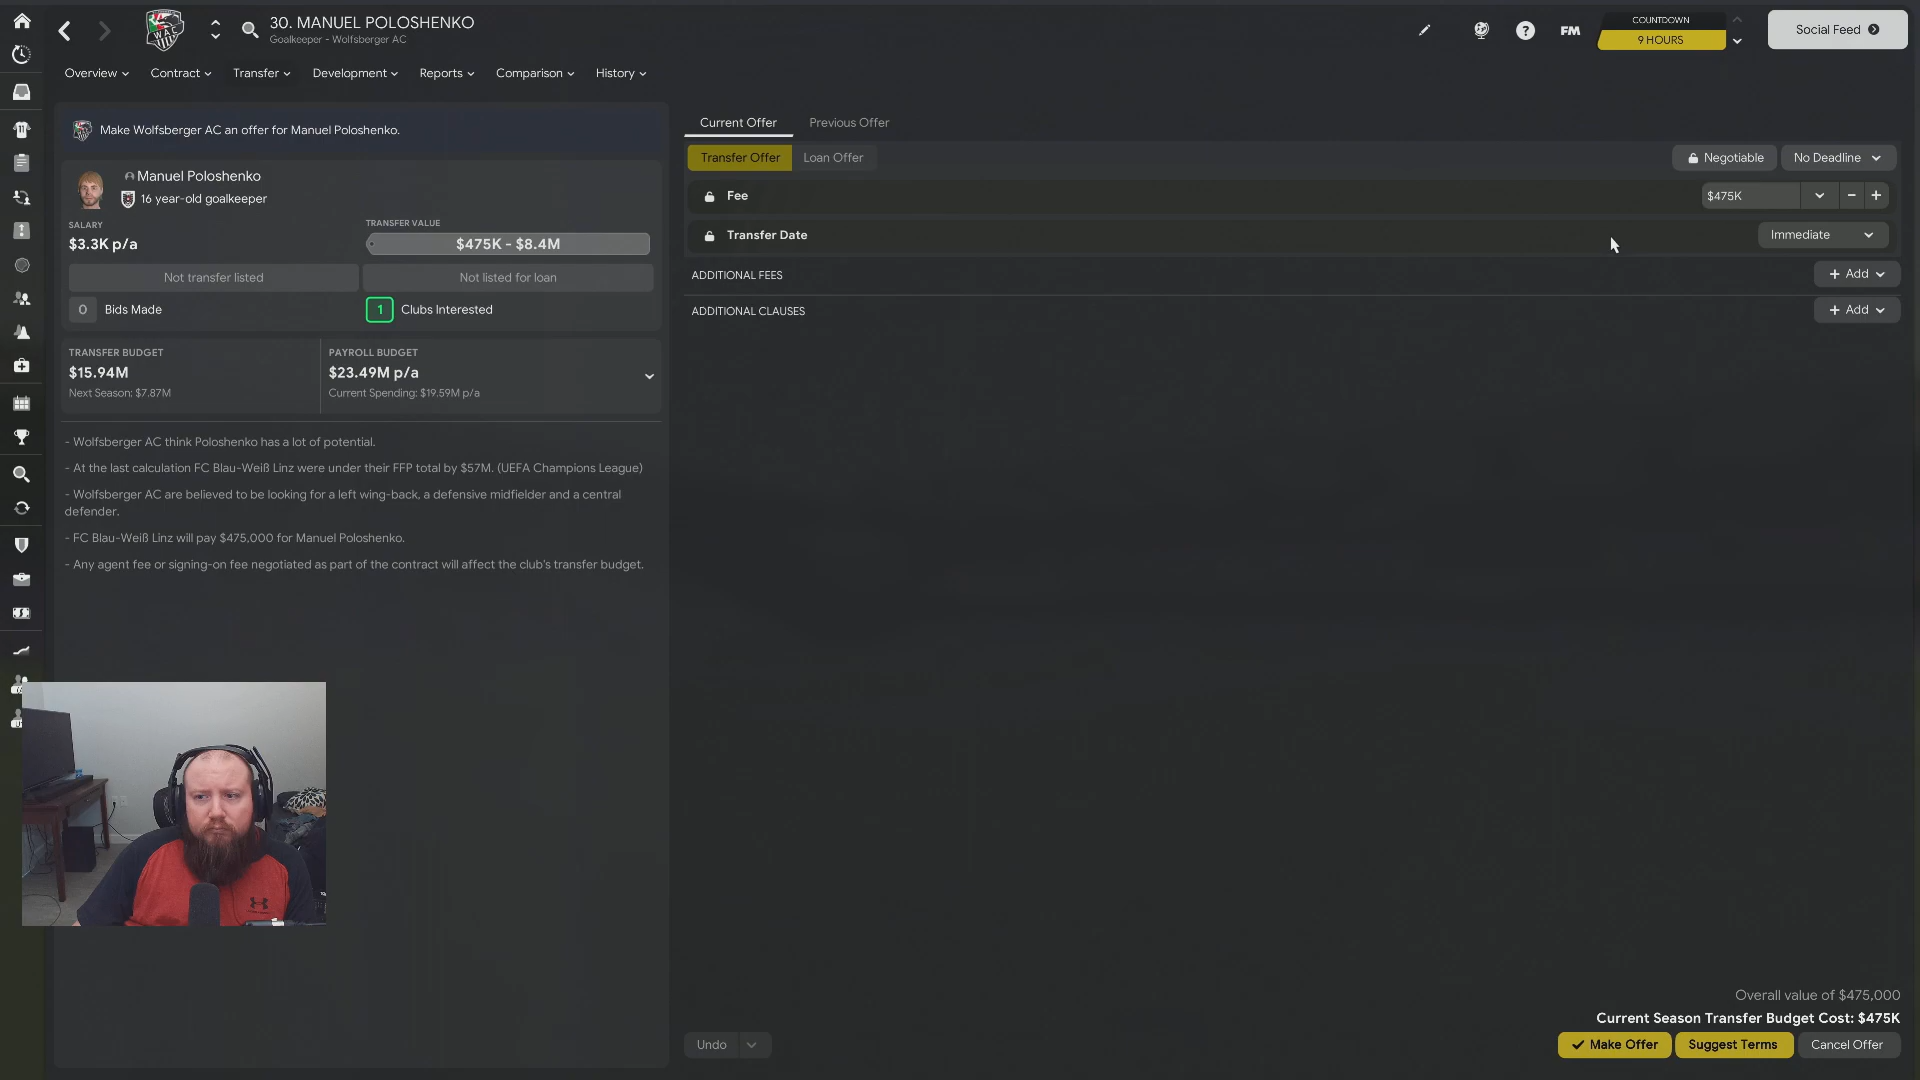 30. MANUEL POLOSHENKO
Goalkeeper - Wolfsberger AC
FM
COUNTDOWN
9 HOURS
Social Feed
Overview
Contract
Transfer
Development
Reports
Comparison
History
Make Wolfsberger AC an offer for Manuel Poloshenko.
Manuel Poloshenko
16 year-old goalkeeper
SALARY
$3.3K p/a
TRANSFER VALUE
$475K - $8.4M
Not transfer listed
Not listed for loan
0 Bids Made
1 Clubs Interested
TRANSFER BUDGET
$15.94M
Next Season: $7.87M
PAYROLL BUDGET
$23.49M p/a
Current Spending: $19.59M p/a
- Wolfsberger AC think Poloshenko has a lot of potential.
- At the last calculation FC Blau-Weiß Linz were under their FFP total by $57M. (UEFA Champions League)
- Wolfsberger AC are believed to be looking for a left wing-back, a defensive midfielder and a central
defender.
- FC Blau-Weiß Linz will pay $475,000 for Manuel Poloshenko.
- Any agent fee or signing-on fee negotiated as part of the contract will affect the club's transfer budget.
Current Offer
Previous Offer
Transfer Offer
Loan Offer
Negotiable
No Deadline
Fee
$475K
Transfer Date
Immediate
ADDITIONAL FEES
+ Add
ADDITIONAL CLAUSES
+ Add
Overall value of $475,000
Current Season Transfer Budget Cost: $475K
Undo
Make Offer
Suggest Terms
Cancel Offer